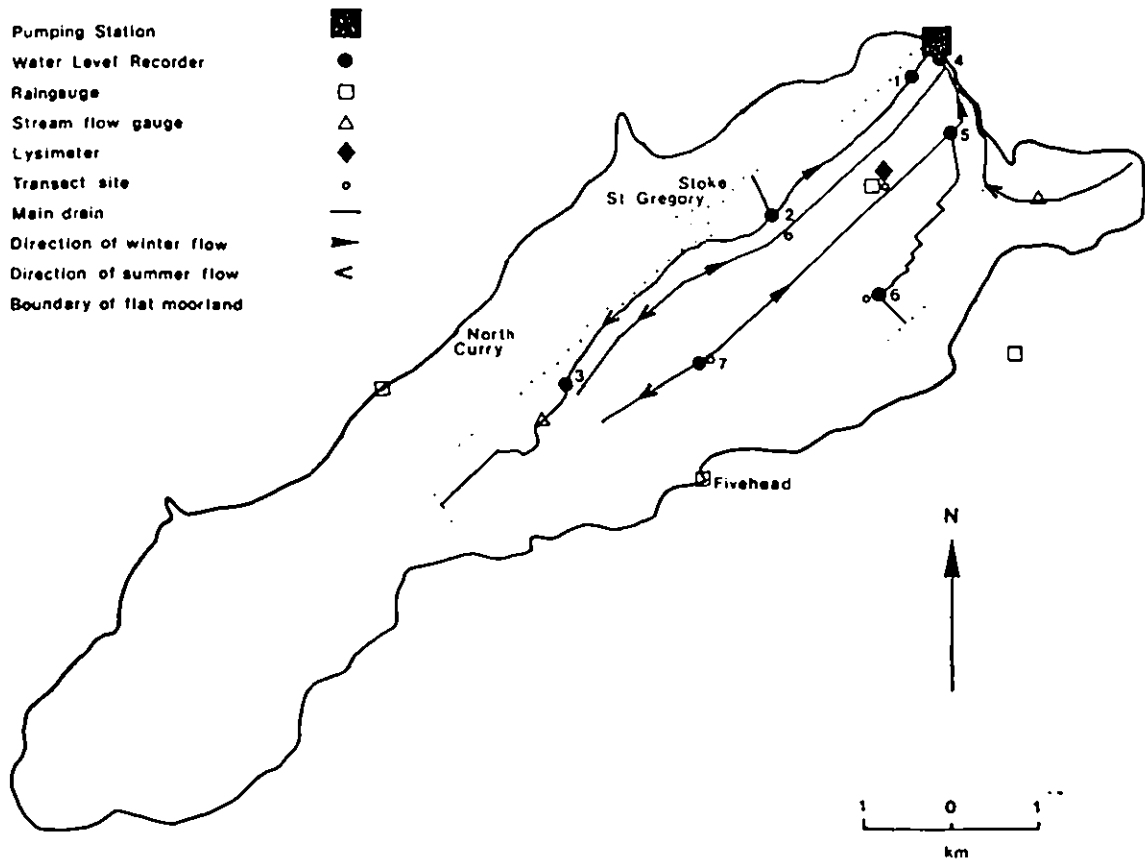 Pumping Station
Water Level Recorder
Raingauge
Stream flow gauge
Lysimeter
Transect site
Main drain
Direction of winter flow
Direction of summer flow
Boundary of flat moorland
4
1
5
Stoke
St Gregory
2
6
North
Curry
7
3
Fivehead
N
1 0 1
km